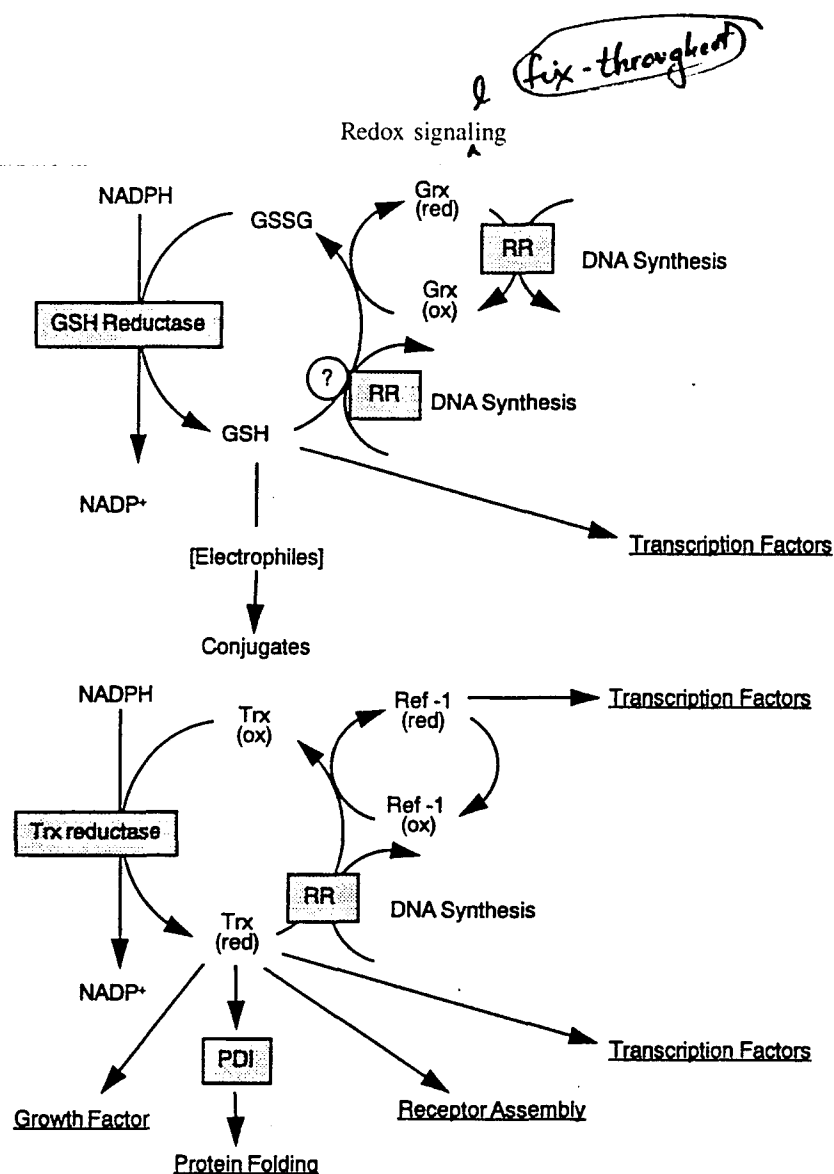 fix-throughout
l
Redox signaling
NADPH
GSSG
Grx
(red)
RR
DNA Synthesis
Grx
(ox)
GSH Reductase
?
RR
DNA Synthesis
GSH
NADP+
Transcription Factors
[Electrophiles]
Conjugates
NADPH
Trx
(ox)
Ref -1
(red)
Transcription Factors
Ref -1
(ox)
Trx reductase
RR
DNA Synthesis
Trx
(red)
NADP+
PDI
Transcription Factors
Growth Factor
Receptor Assembly
Protein Folding